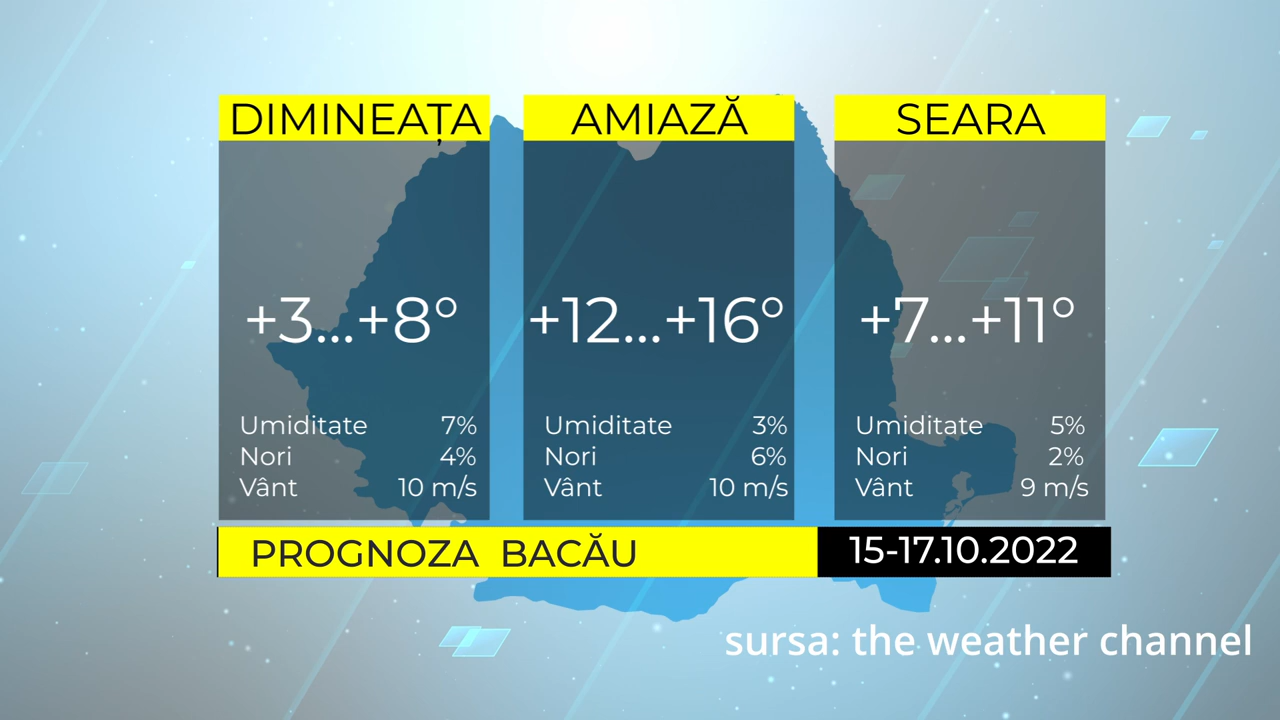 DIMINEAȚA
+3...+8°
Umiditate 7%
Nori 4%
Vânt 10 m/s
AMIAZĂ
+12...+16°
Umiditate 3%
Nori 6%
Vânt 10 m/s
SEARA
+7...+11°
Umiditate 5%
Nori 2%
Vânt 9 m/s
PROGNOZA BACĂU
15-17.10.2022
sursa: the weather channel